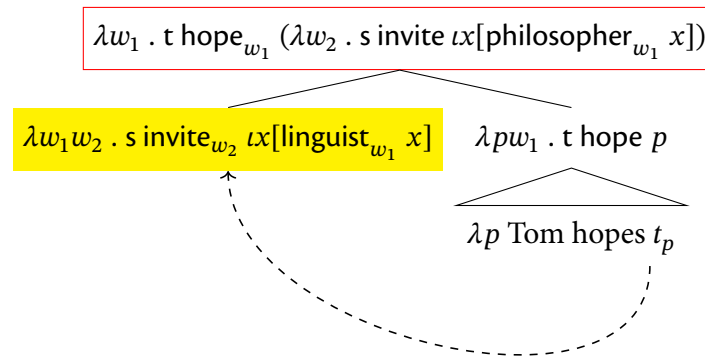 λw₁ . t hope_w₁ (λw₂ . s invite ιx[philosopher_w₁ x])
λw₁w₂ . s invite_w₂ ιx[linguist_w₁ x] λpw₁ . t hope p
λp Tom hopes t_p